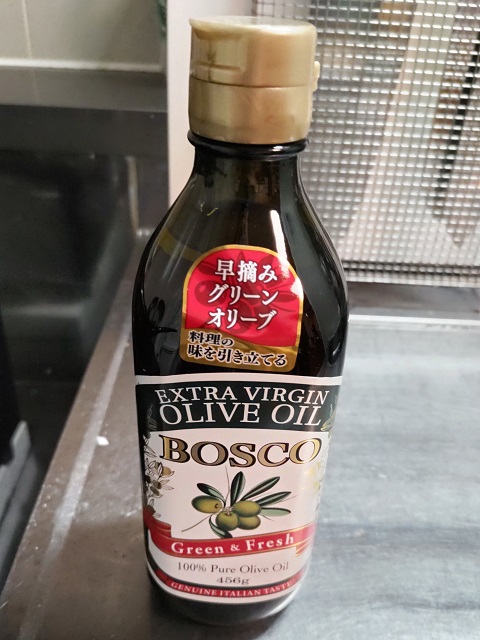 早摘み
グリーン
オリーブ
料理の
味を引き立てる
EXTRA VIRGIN
OLIVE OIL
BOSCO
Green & Fresh
100% Pure Olive Oil
456g
GENUINE ITALIAN TASTE